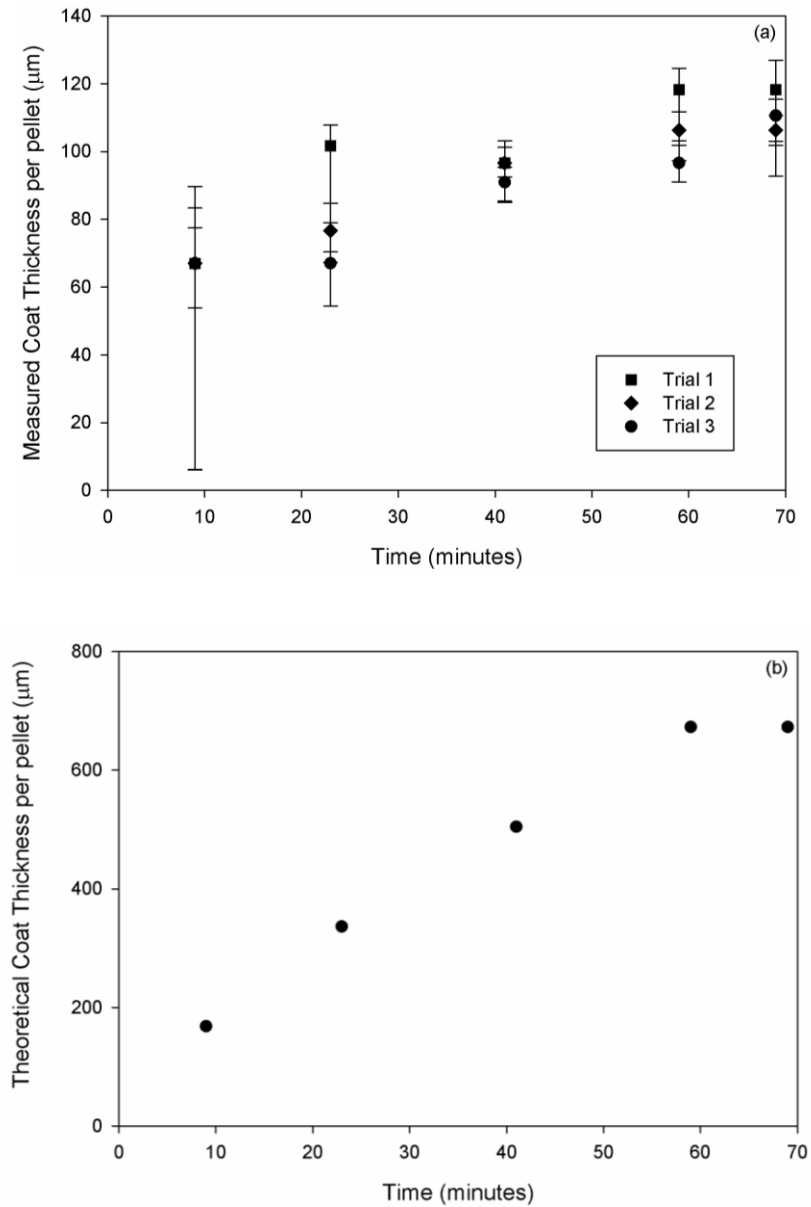 140
(a)
120
100
80
60
40
20
0
Measured Coat Thickness per pellet (μm)
Trial 1
Trial 2
Trial 3
0 10 20 30 40 50 60 70
Time (minutes)
800
(b)
600
400
200
0
Theoretical Coat Thickness per pellet (μm)
0 10 20 30 40 50 60 70
Time (minutes)